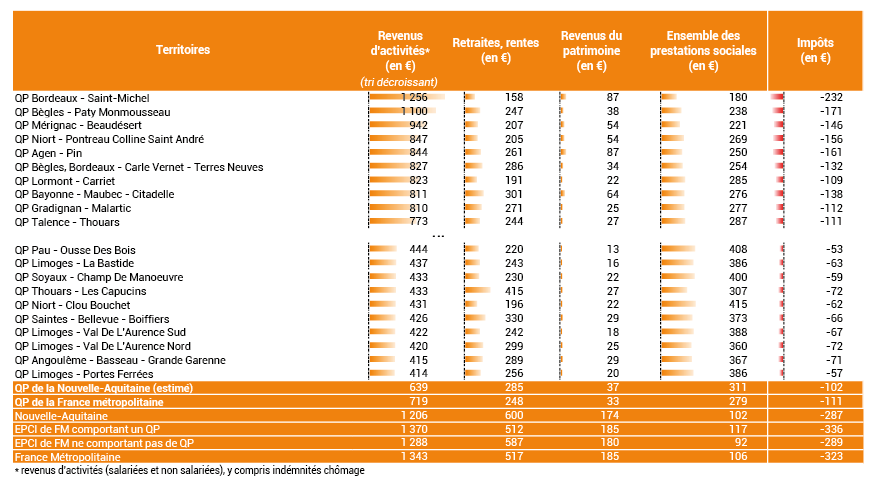 Territoires Revenus d'activités* (en €) (tri décroissant) Retraites, rentes (en €) Revenus du patrimoine (en €) Ensemble des prestations sociales (en €) Impôts (en €)
QP Bordeaux - Saint-Michel 1 256 158 87 180 -232
QP Bègles - Paty Monmousseau 1 100 247 38 238 -171
QP Mérignac - Beaudésert 942 207 54 221 -146
QP Niort - Pontreau Colline Saint André 847 205 54 269 -156
QP Agen - Pin 844 261 87 250 -161
QP Bègles, Bordeaux - Carle Vernet - Terres Neuves 827 286 34 254 -132
QP Lormont - Carriet 823 191 22 285 -109
QP Bayonne - Maubec - Citadelle 811 301 64 276 -138
QP Gradignan - Malartic 810 271 25 277 -112
QP Talence - Thouars 773 244 27 287 -111
...
QP Pau - Ousse Des Bois 444 220 13 408 -53
QP Limoges - La Bastide 437 243 16 386 -63
QP Soyaux - Champ De Manoeuvre 433 230 22 400 -59
QP Thouars - Les Capucins 433 415 27 307 -72
QP Niort - Clou Bouchet 431 196 22 415 -62
QP Saintes - Bellevue - Boiffiers 426 330 29 373 -66
QP Limoges - Val De L'Aurence Sud 422 242 18 388 -67
QP Limoges - Val De L'Aurence Nord 420 299 25 360 -72
QP Angoulême - Basseau - Grande Garenne 415 289 29 367 -71
QP Limoges - Portes Ferrées 414 256 20 386 -57
QP de la Nouvelle-Aquitaine (estimé) 639 285 37 311 -102
QP de la France métropolitaine 719 248 33 279 -111
Nouvelle-Aquitaine 1 206 600 174 102 -287
EPCI de FM comportant un QP 1 370 512 185 117 -336
EPCI de FM ne comportant pas de QP 1 288 587 180 92 -289
France Métropolitaine 1 343 517 185 106 -323
* revenus d'activités (salariées et non salariées), y compris indémnités chômage